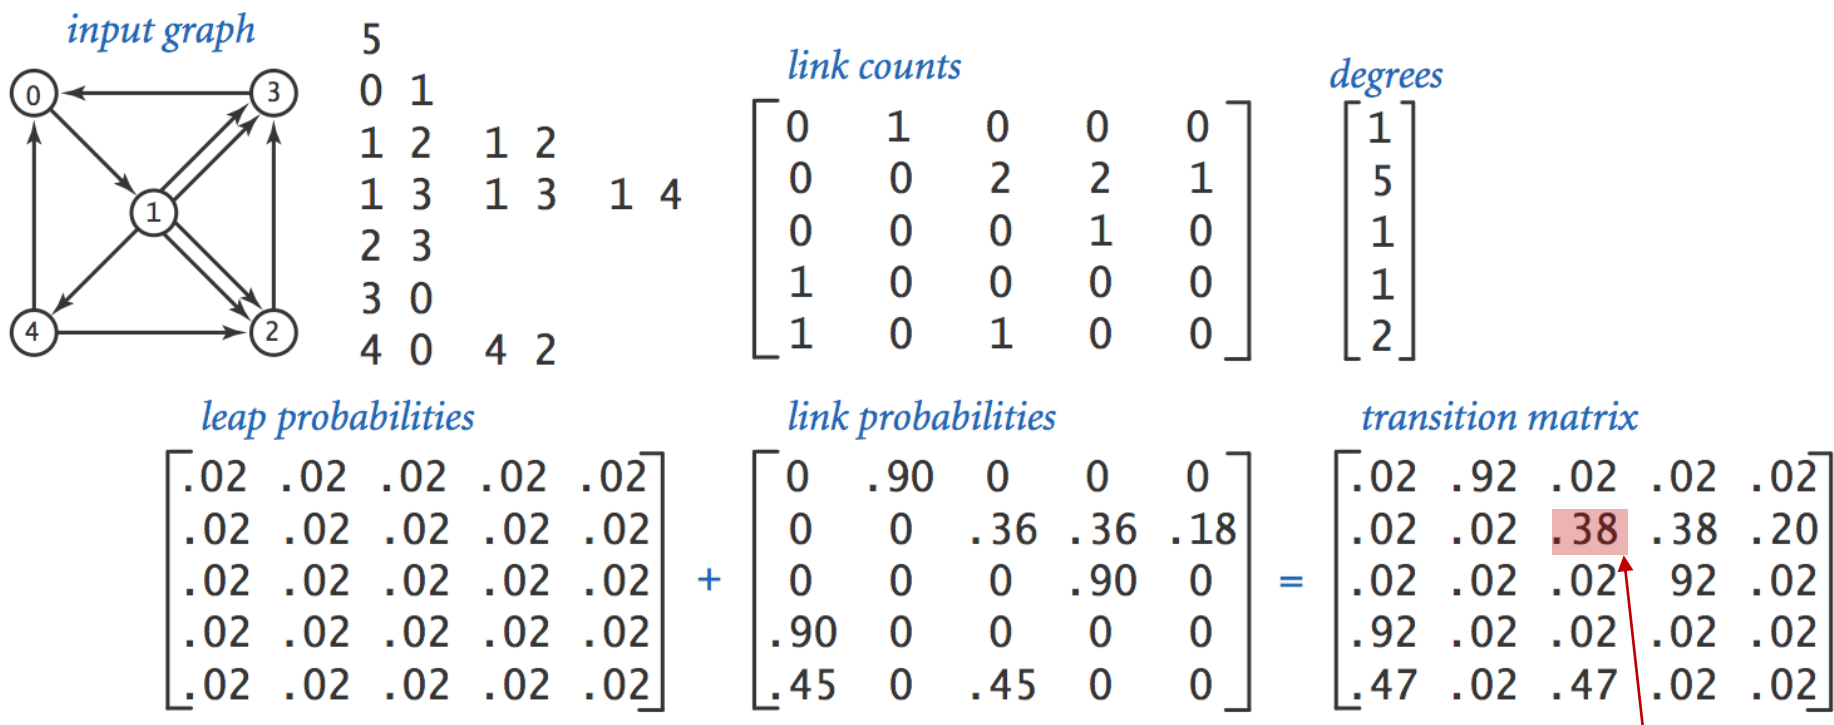 input graph
0
3
1
4
2
5
0 1
1 2 1 2
1 3 1 3 1 4
2 3
3 0
4 0 4 2
link counts
0 1 0 0 0
0 0 2 2 1
0 0 0 1 0
1 0 0 0 0
1 0 1 0 0
degrees
1
5
1
1
2
leap probabilities
.02 .02 .02 .02 .02
.02 .02 .02 .02 .02
.02 .02 .02 .02 .02
.02 .02 .02 .02 .02
.02 .02 .02 .02 .02
+
link probabilities
0 .90 0 0 0
0 0 .36 .36 .18
0 0 0 .90 0
.90 0 0 0 0
.45 0 .45 0 0
=
transition matrix
.02 .92 .02 .02 .02
.02 .02 .38 .38 .20
.02 .02 .02 92 .02
.92 .02 .02 .02 .02
.47 .02 .47 .02 .02